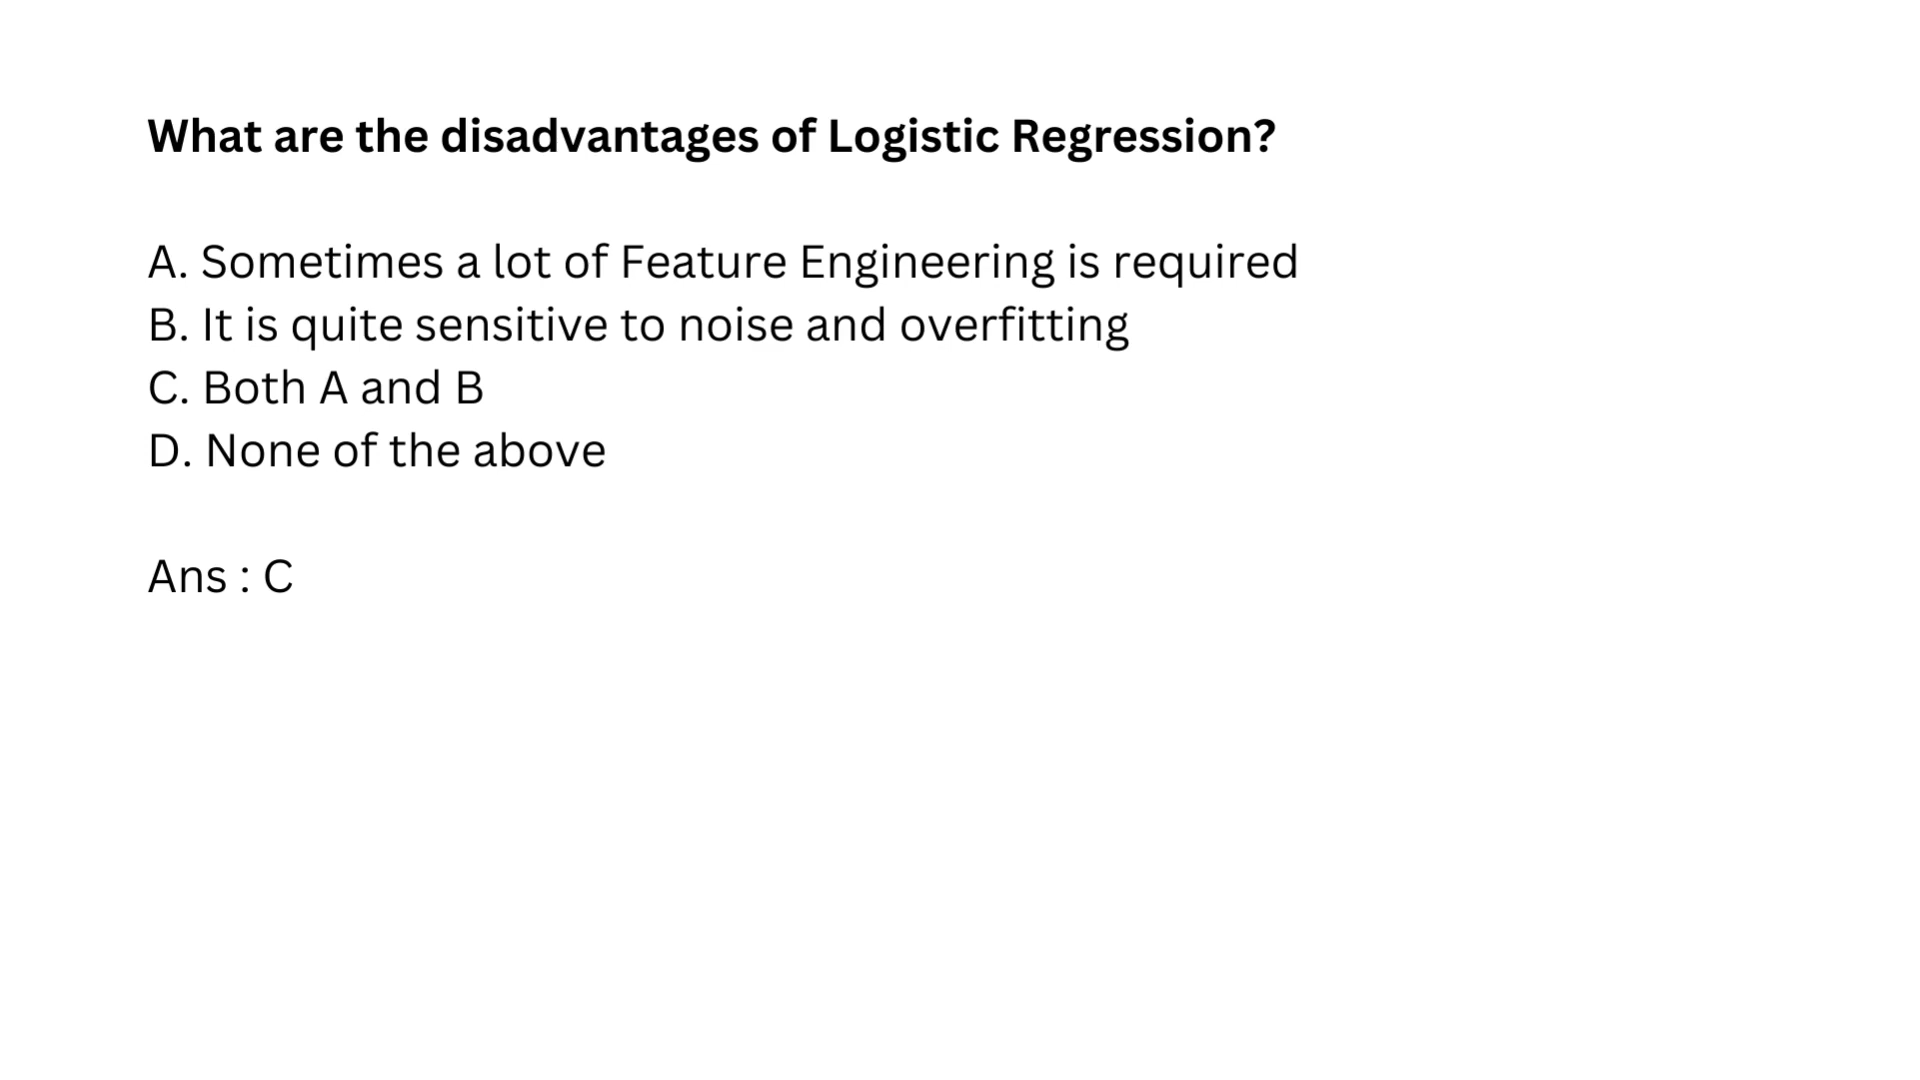 What are the disadvantages of Logistic Regression?
A. Sometimes a lot of Feature Engineering is required
B. It is quite sensitive to noise and overfitting
C. Both A and B
D. None of the above
Ans : C